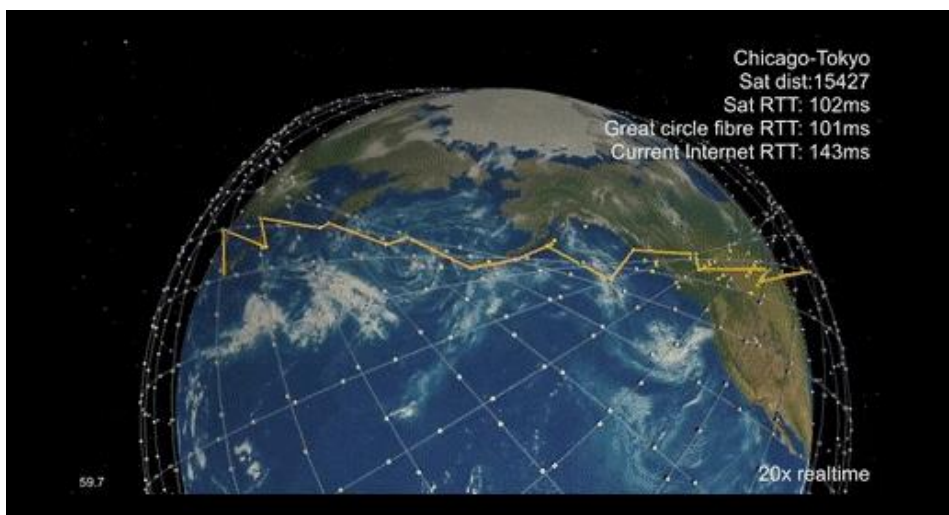 Chicago-Tokyo
Sat dist:15427
Sat RTT: 102ms
Great circle fibre RTT: 101ms
Current Internet RTT: 143ms
59.7
20x realtime